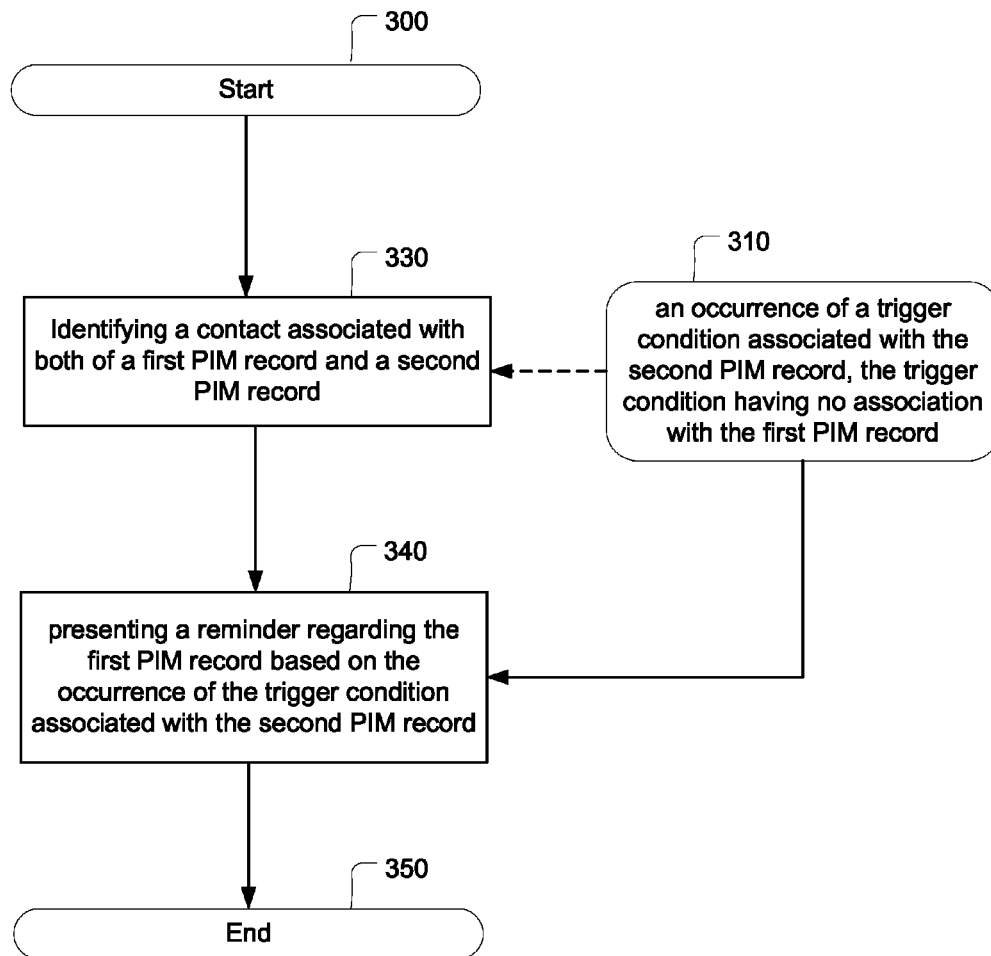 300
Start
330
Identifying a contact associated with
both of a first PIM record and a second
PIM record
310
an occurrence of a trigger
condition associated with the
second PIM record, the trigger
condition having no association
with the first PIM record
340
presenting a reminder regarding the
first PIM record based on the
occurrence of the trigger condition
associated with the second PIM record
350
End